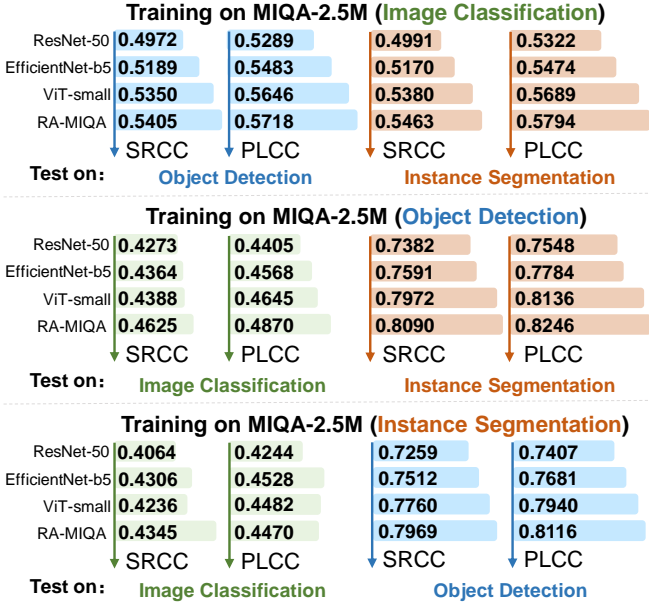 Training on MIQA-2.5M (Image Classification)
ResNet-50 0.4972 0.5289 0.4991 0.5322
EfficientNet-b5 0.5189 0.5483 0.5170 0.5474
ViT-small 0.5350 0.5646 0.5380 0.5689
RA-MIQA 0.5405 0.5718 0.5463 0.5794
SRCC PLCC SRCC PLCC
Test on: Object Detection Instance Segmentation
Training on MIQA-2.5M (Object Detection)
ResNet-50 0.4273 0.4405 0.7382 0.7548
EfficientNet-b5 0.4364 0.4568 0.7591 0.7784
ViT-small 0.4388 0.4645 0.7972 0.8136
RA-MIQA 0.4625 0.4870 0.8090 0.8246
SRCC PLCC SRCC PLCC
Test on: Image Classification Instance Segmentation
Training on MIQA-2.5M (Instance Segmentation)
ResNet-50 0.4064 0.4244 0.7259 0.7407
EfficientNet-b5 0.4306 0.4528 0.7512 0.7681
ViT-small 0.4236 0.4482 0.7760 0.7940
RA-MIQA 0.4345 0.4470 0.7969 0.8116
SRCC PLCC SRCC PLCC
Test on: Image Classification Object Detection